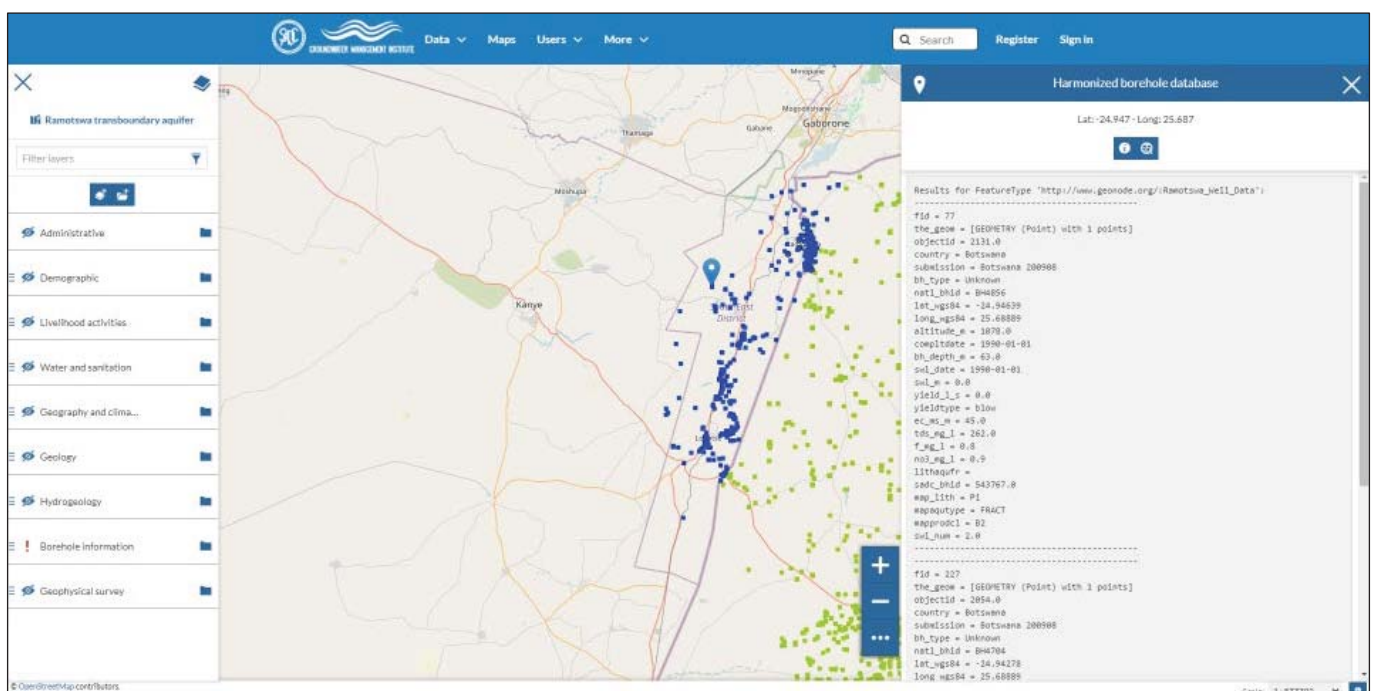 GROUNDWATER MANAGEMENT INSTITUTE
Data
Maps
Users
More
Search
Register
Sign in
Ramotswa transboundary aquifer
Filter layers
Administrative
Demographic
Livelihood activities
Water and sanitation
Geography and clima...
Geology
Hydrogeology
Borehole information
Geophysical survey
© OpenStreetMap contributors.
Mogoditshane
Thamaga
Gabane
Gaborone
Moshupa
Kanye
District
Harmonized borehole database
Lat: -24.947 - Long: 25.687
Results for FeatureType 'http://www.geonode.org/:Ramotswa_Well_Data':
--------------------------------------------
fid = 77
the_geom = [GEOMETRY (Point) with 1 points]
objectid = 2131.0
country = Botswana
submission = Botswana 200908
bh_type = Unknown
natl_bhid = BH4856
lat_wgs84 = -24.94639
long_wgs84 = 25.68889
altitude_m = 1078.0
compltdate = 1990-01-01
bh_depth_m = 63.0
swl_date = 1990-01-01
swl_m = 0.0
yield_l_s = 0.0
yieldtype = blow
ec_ms_m = 45.0
tds_mg_l = 262.0
f_mg_l = 0.8
no3_mg_l = 0.9
lithaqufr =
sadc_bhid = 543767.0
map_lith = P1
mapaqutype = FRACT
mapprodcl = B2
swl_num = 2.0
--------------------------------------------
--------------------------------------------
fid = 227
the_geom = [GEOMETRY (Point) with 1 points]
objectid = 2054.0
country = Botswana
submission = Botswana 200908
bh_type = Unknown
natl_bhid = BH4704
lat_wgs84 = -24.94278
long_wgs84 = 25.68889